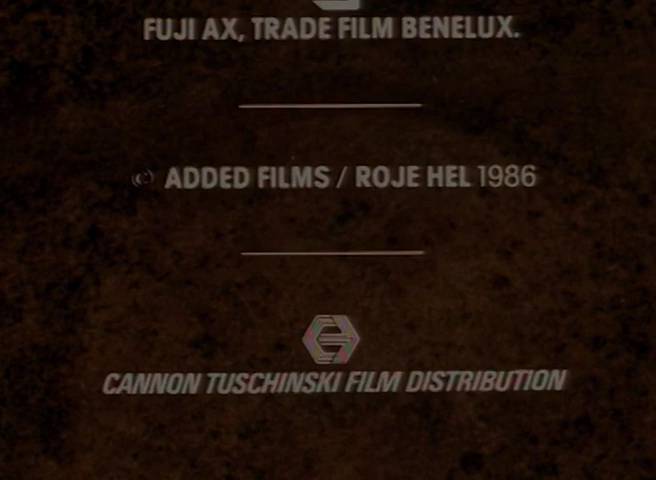 FUJI AX, TRADE FILM BENELUX.
© ADDED FILMS / ROJE HEL 1986
CANNON TUSCHINSKI FILM DISTRIBUTION